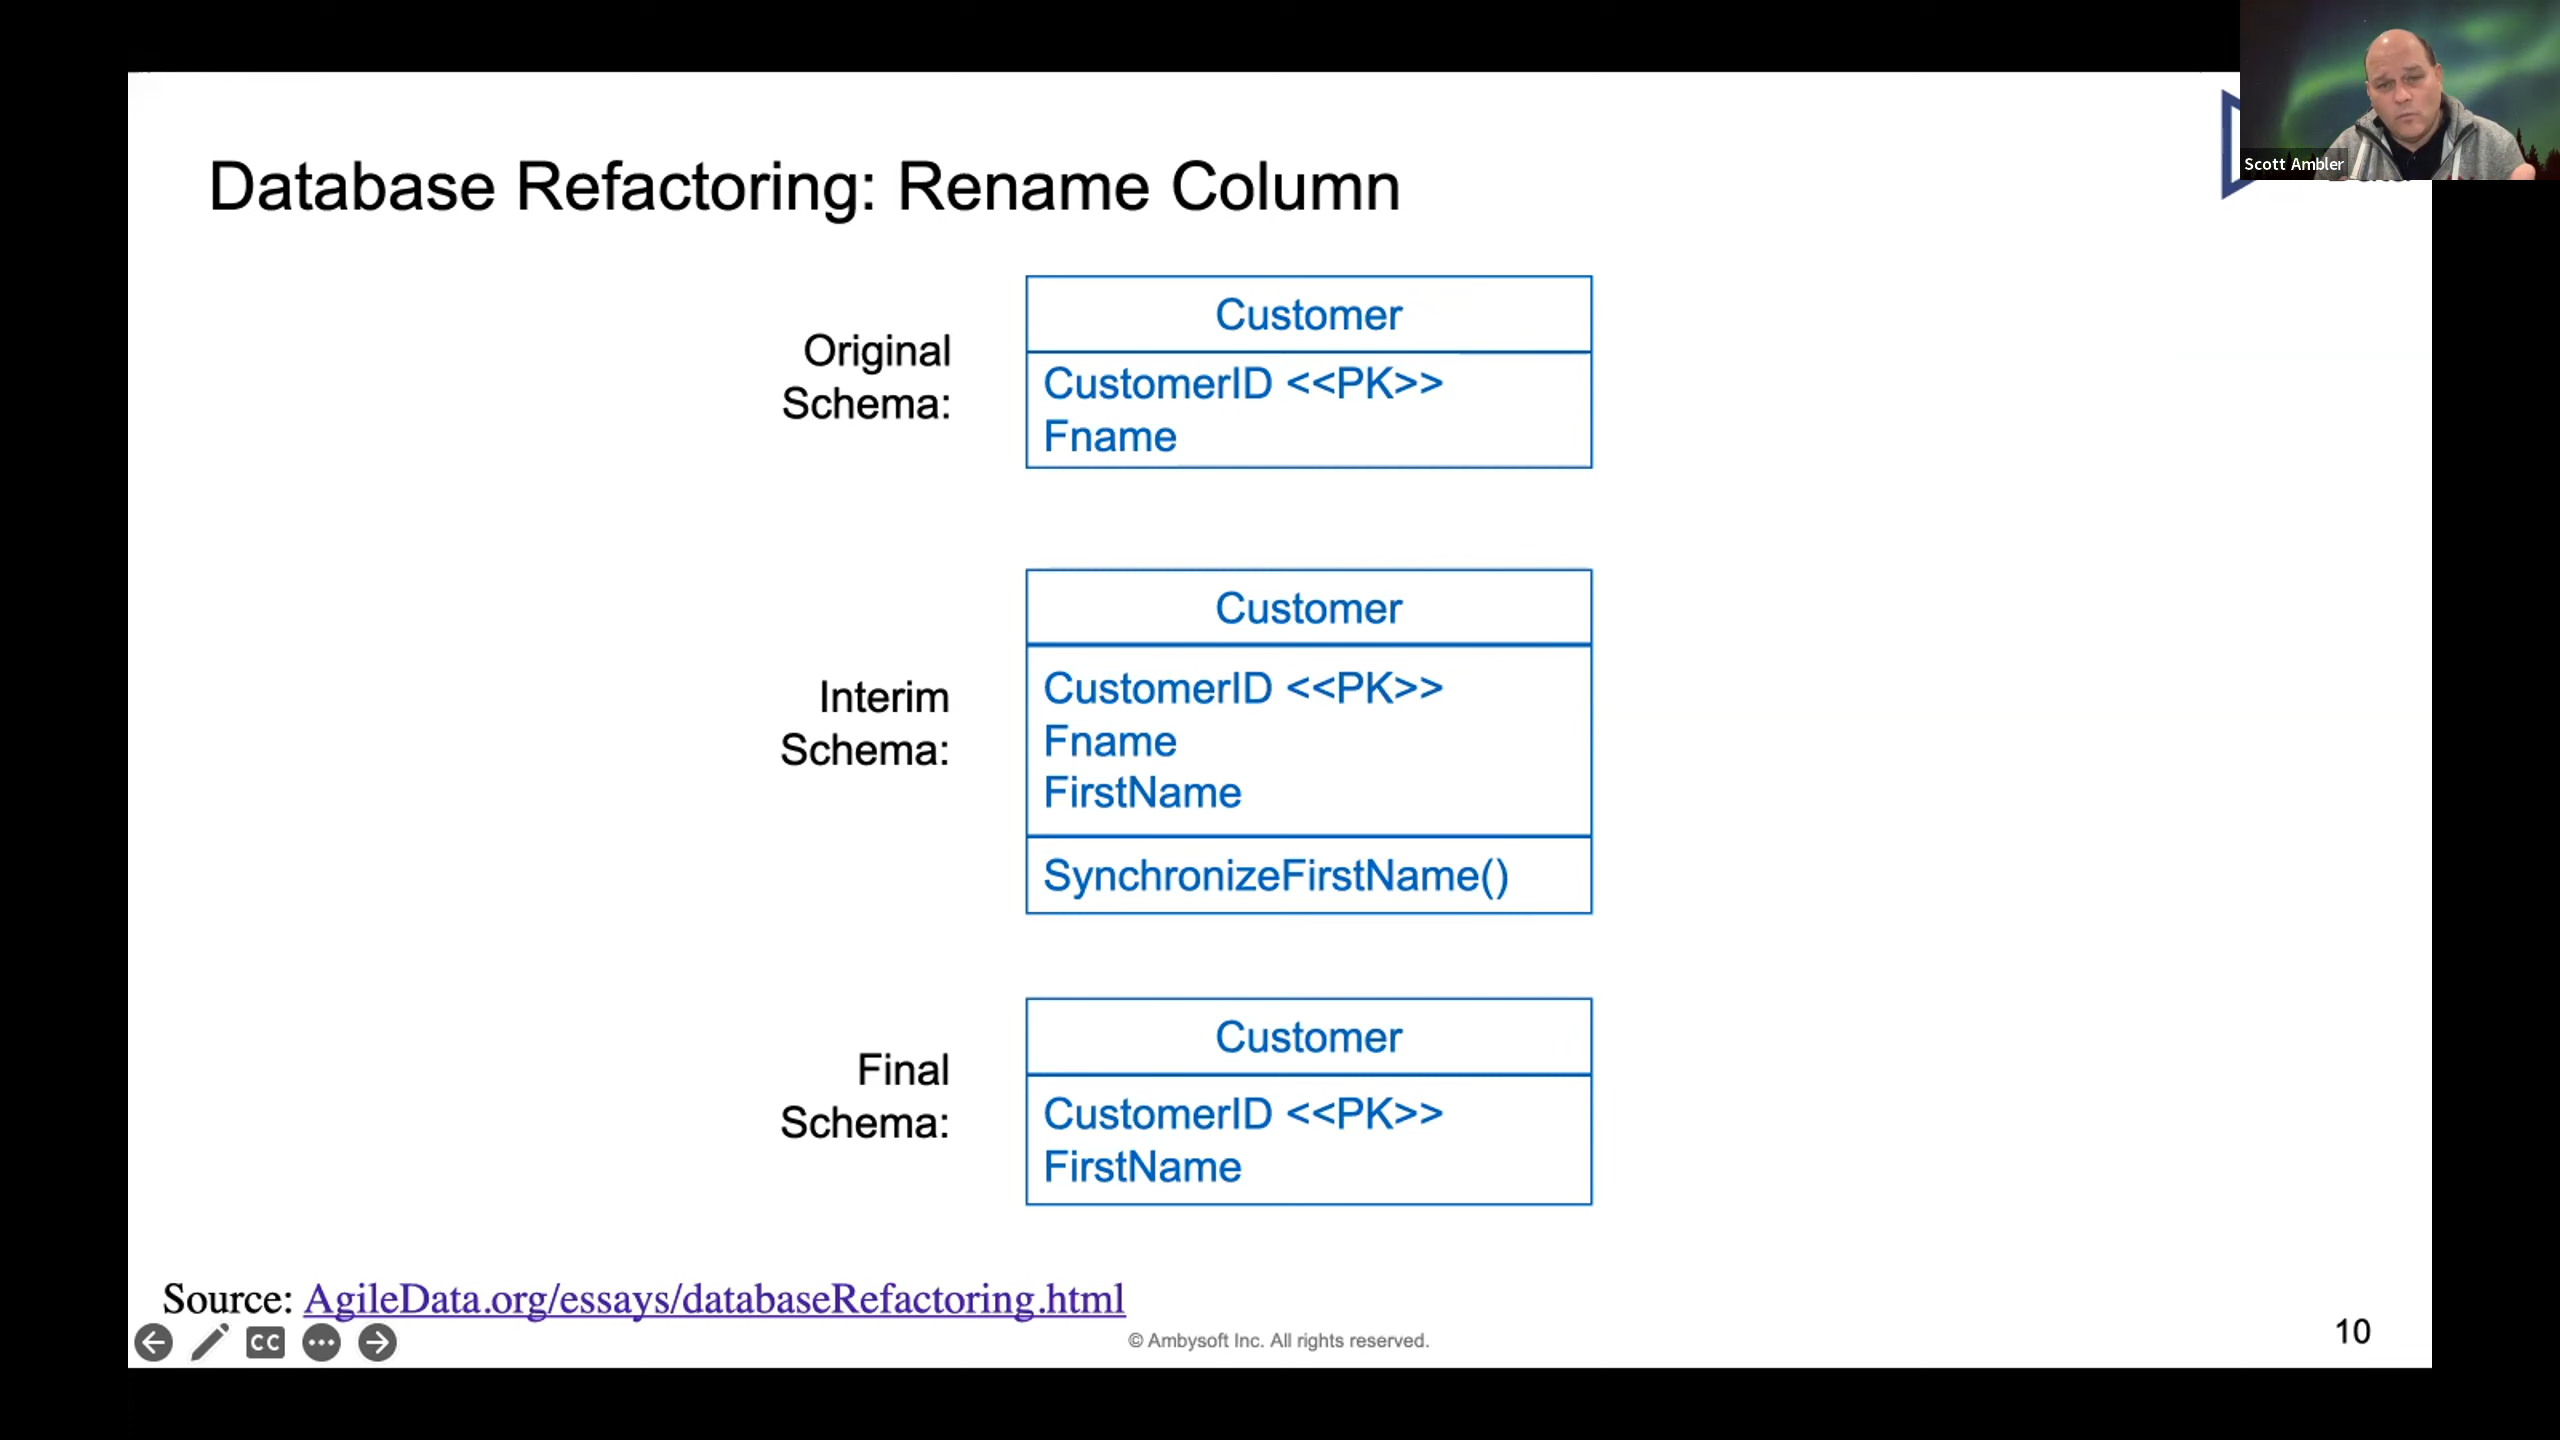 Scott Ambler
Database Refactoring: Rename Column
Original
Schema:
Customer
CustomerID <<PK>>
Fname
Interim
Schema:
Customer
CustomerID <<PK>>
Fname
FirstName
SynchronizeFirstName()
Final
Schema:
Customer
CustomerID <<PK>>
FirstName
Source: AgileData.org/essays/databaseRefactoring.html
CC
© Ambysoft Inc. All rights reserved.
10